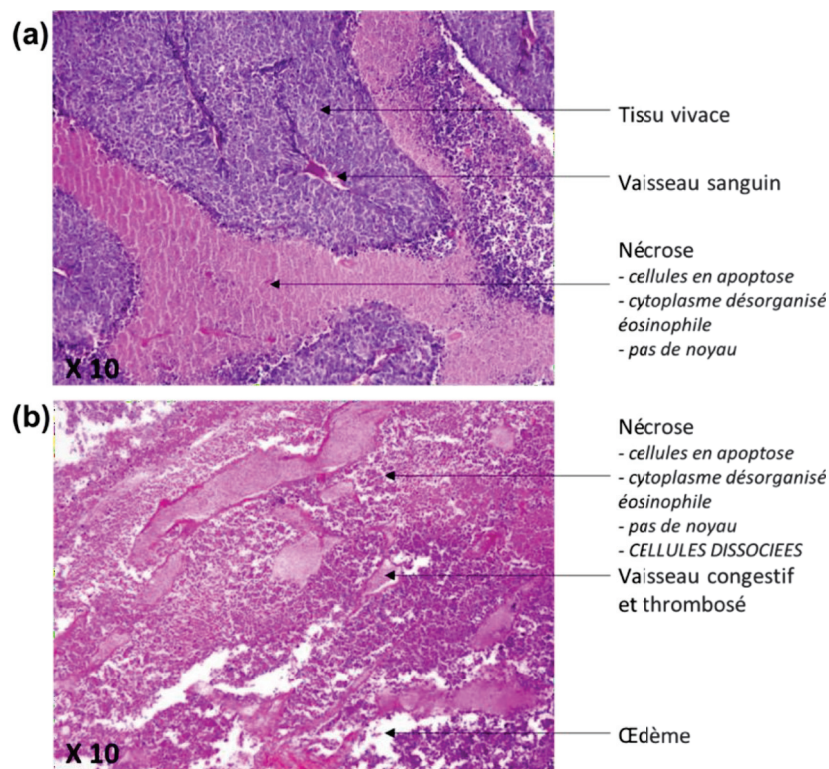 (a)
Tissu vivace
Vaisseau sanguin
Nécrose
- cellules en apoptose
- cytoplasme désorganisé
éosinophile
- pas de noyau
X 10
(b)
Nécrose
- cellules en apoptose
- cytoplasme désorganisé
éosinophile
- pas de noyau
- CELLULES DISSOCIEES
Vaisseau congestif
et thrombosé
Œdème
X 10